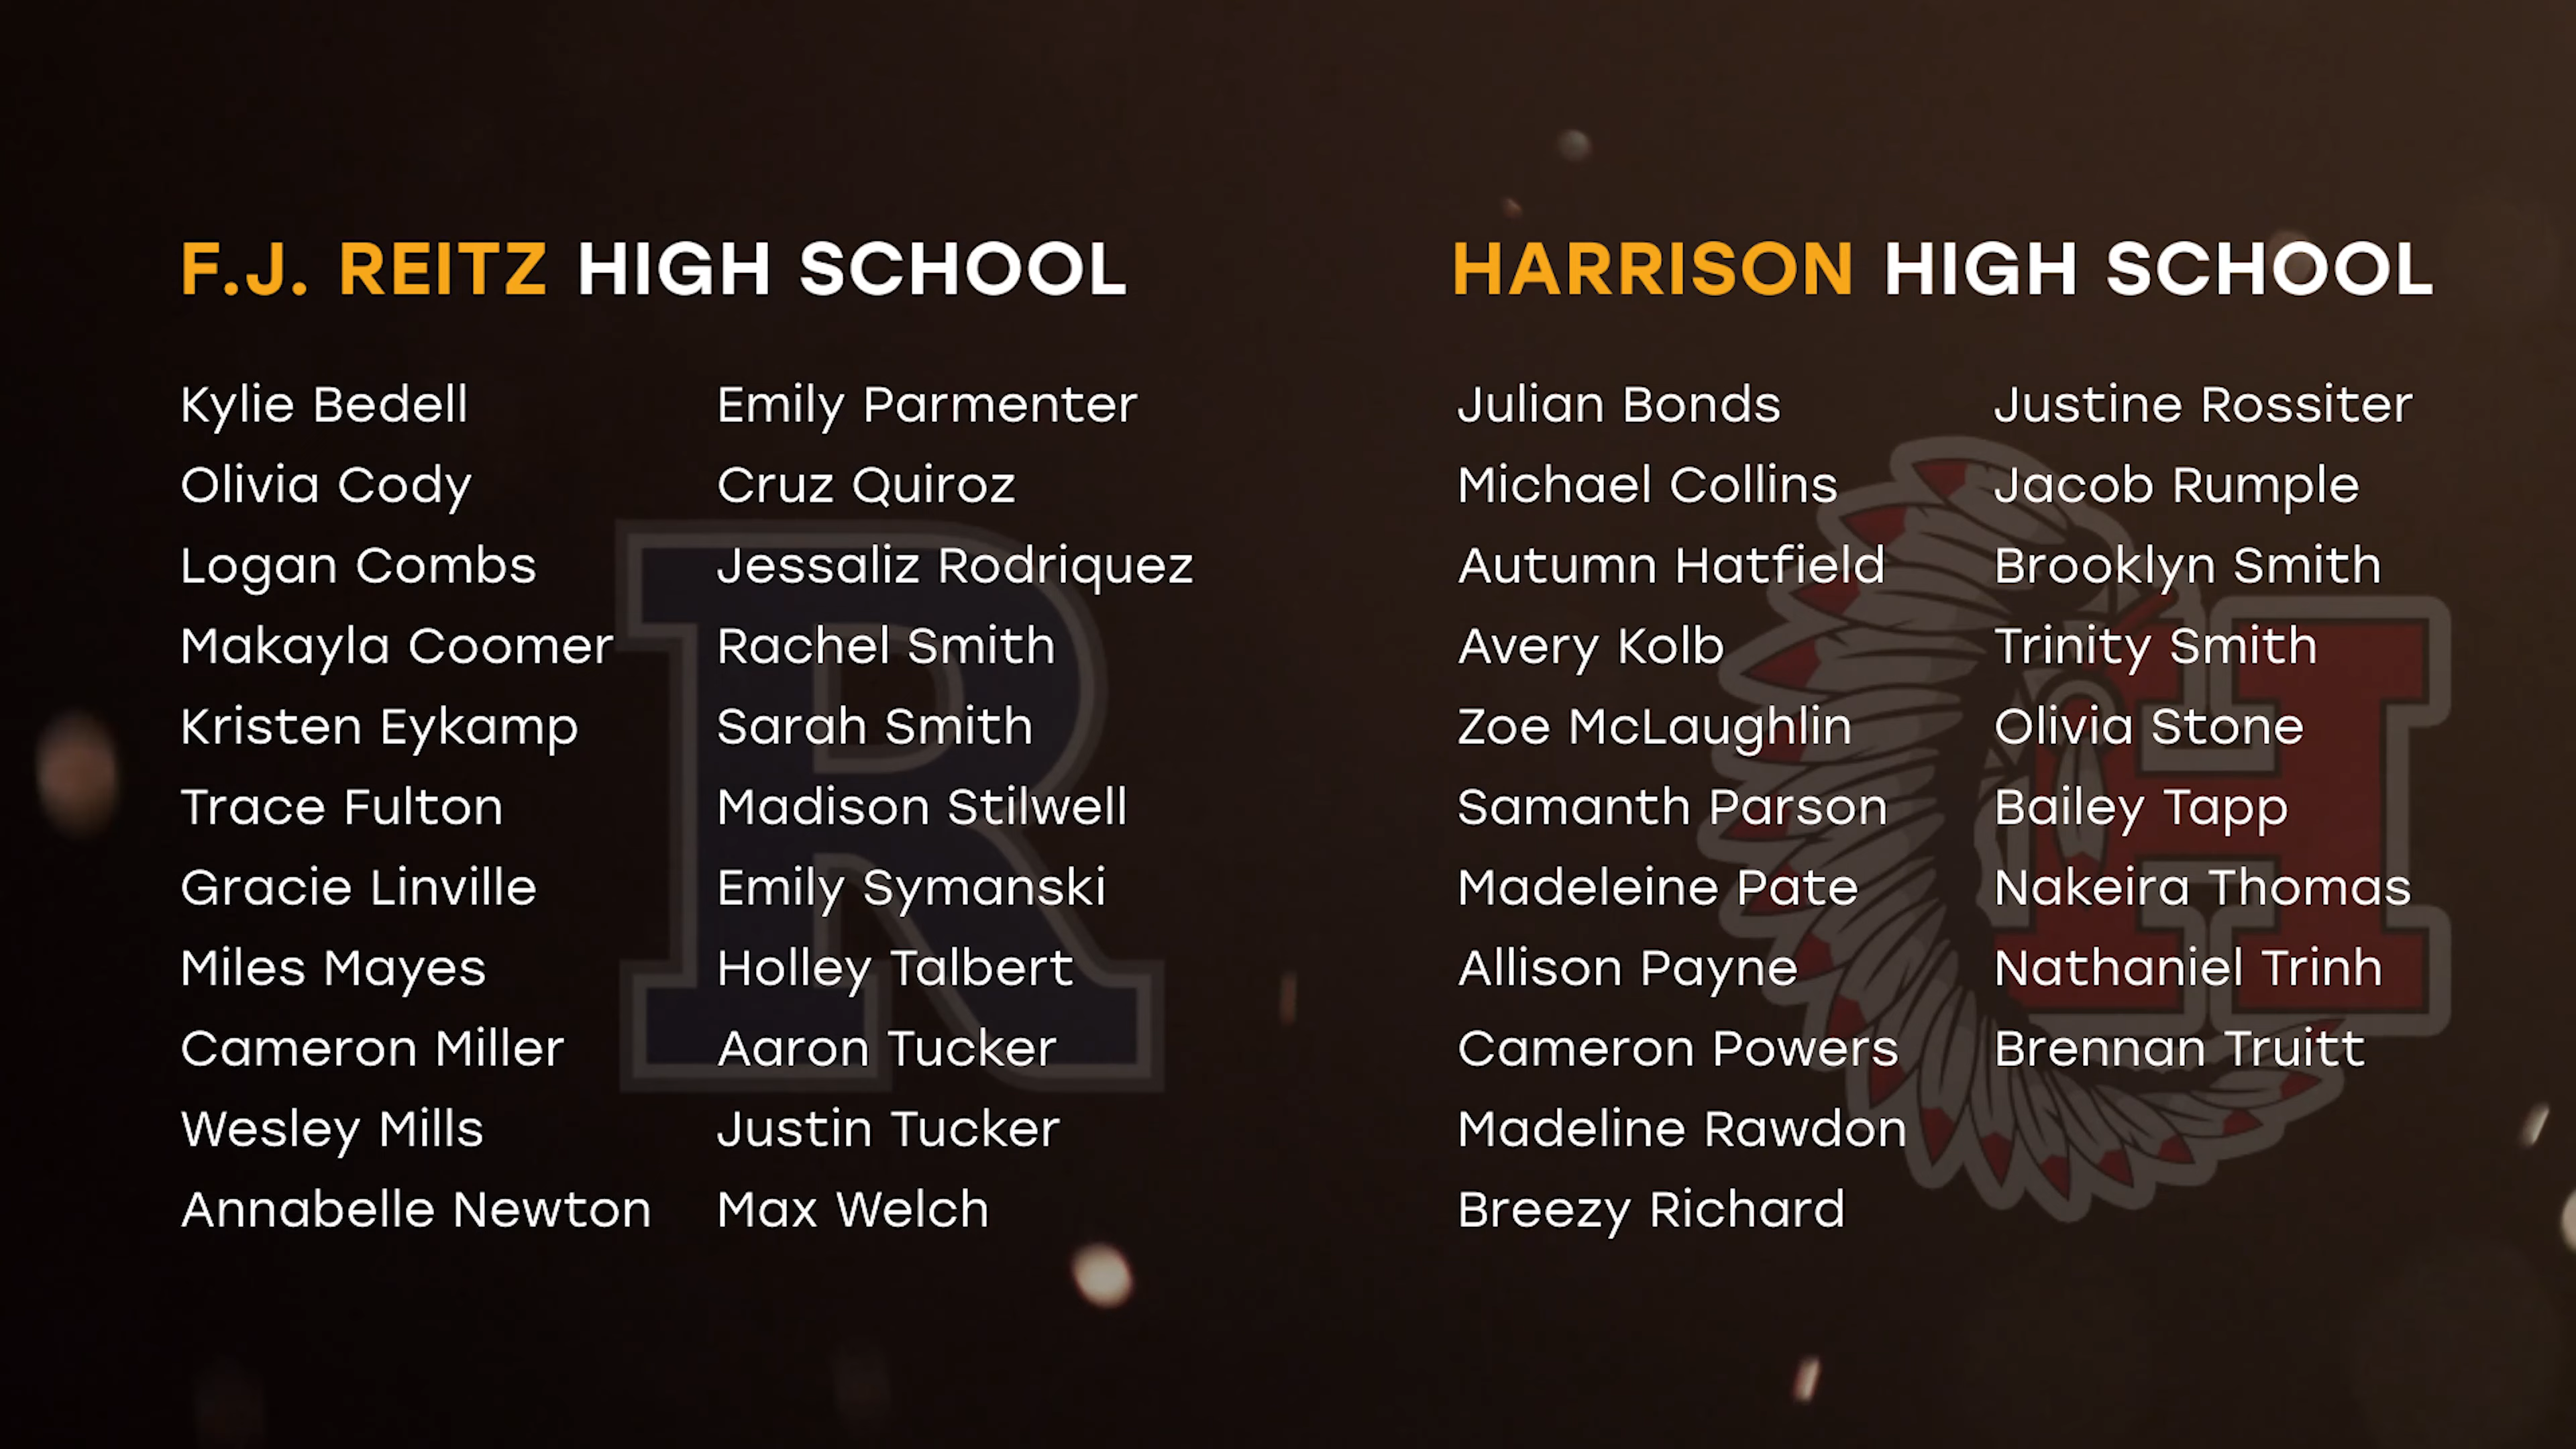 F.J. REITZ HIGH SCHOOL
Kylie Bedell
Olivia Cody
Logan Combs
Makayla Coomer
Kristen Eykamp
Trace Fulton
Gracie Linville
Miles Mayes
Cameron Miller
Wesley Mills
Annabelle Newton
Emily Parmenter
Cruz Quiroz
Jessaliz Rodriquez
Rachel Smith
Sarah Smith
Madison Stilwell
Emily Symanski
Holley Talbert
Aaron Tucker
Justin Tucker
Max Welch
R
HARRISON HIGH SCHOOL
Julian Bonds
Michael Collins
Autumn Hatfield
Avery Kolb
Zoe McLaughlin
Samanth Parson
Madeleine Pate
Allison Payne
Cameron Powers
Madeline Rawdon
Breezy Richard
Justine Rossiter
Jacob Rumple
Brooklyn Smith
Trinity Smith
Olivia Stone
Bailey Tapp
Nakeira Thomas
Nathaniel Trinh
Brennan Truitt
H